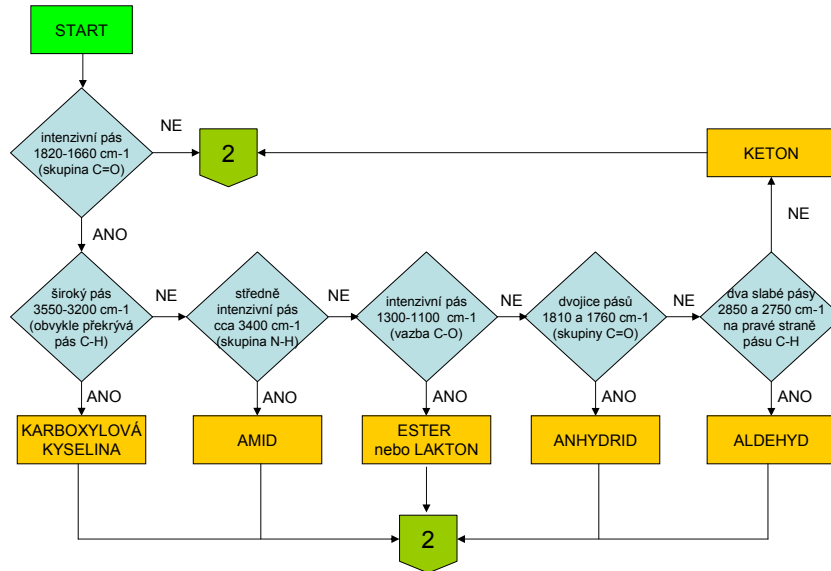 START
intenzivní pás
1820-1660 cm-1
(skupina C=O)
NE
2
KETON
ANO
NE
široký pás
3550-3200 cm-1
(obvykle překrývá
pás C-H)
NE
středně
intenzivní pás
cca 3400 cm-1
(skupina N-H)
NE
intenzivní pás
1300-1100  cm-1
(vazba C-O)
NE
dvojice pásů
1810 a 1760 cm-1
(skupiny C=O)
NE
dva slabé pásy
2850 a 2750 cm-1
na pravé straně
pásu C-H
ANO
ANO
ANO
ANO
ANO
KARBOXYLOVÁ
KYSELINA
AMID
ESTER
nebo LAKTON
ANHYDRID
ALDEHYD
2